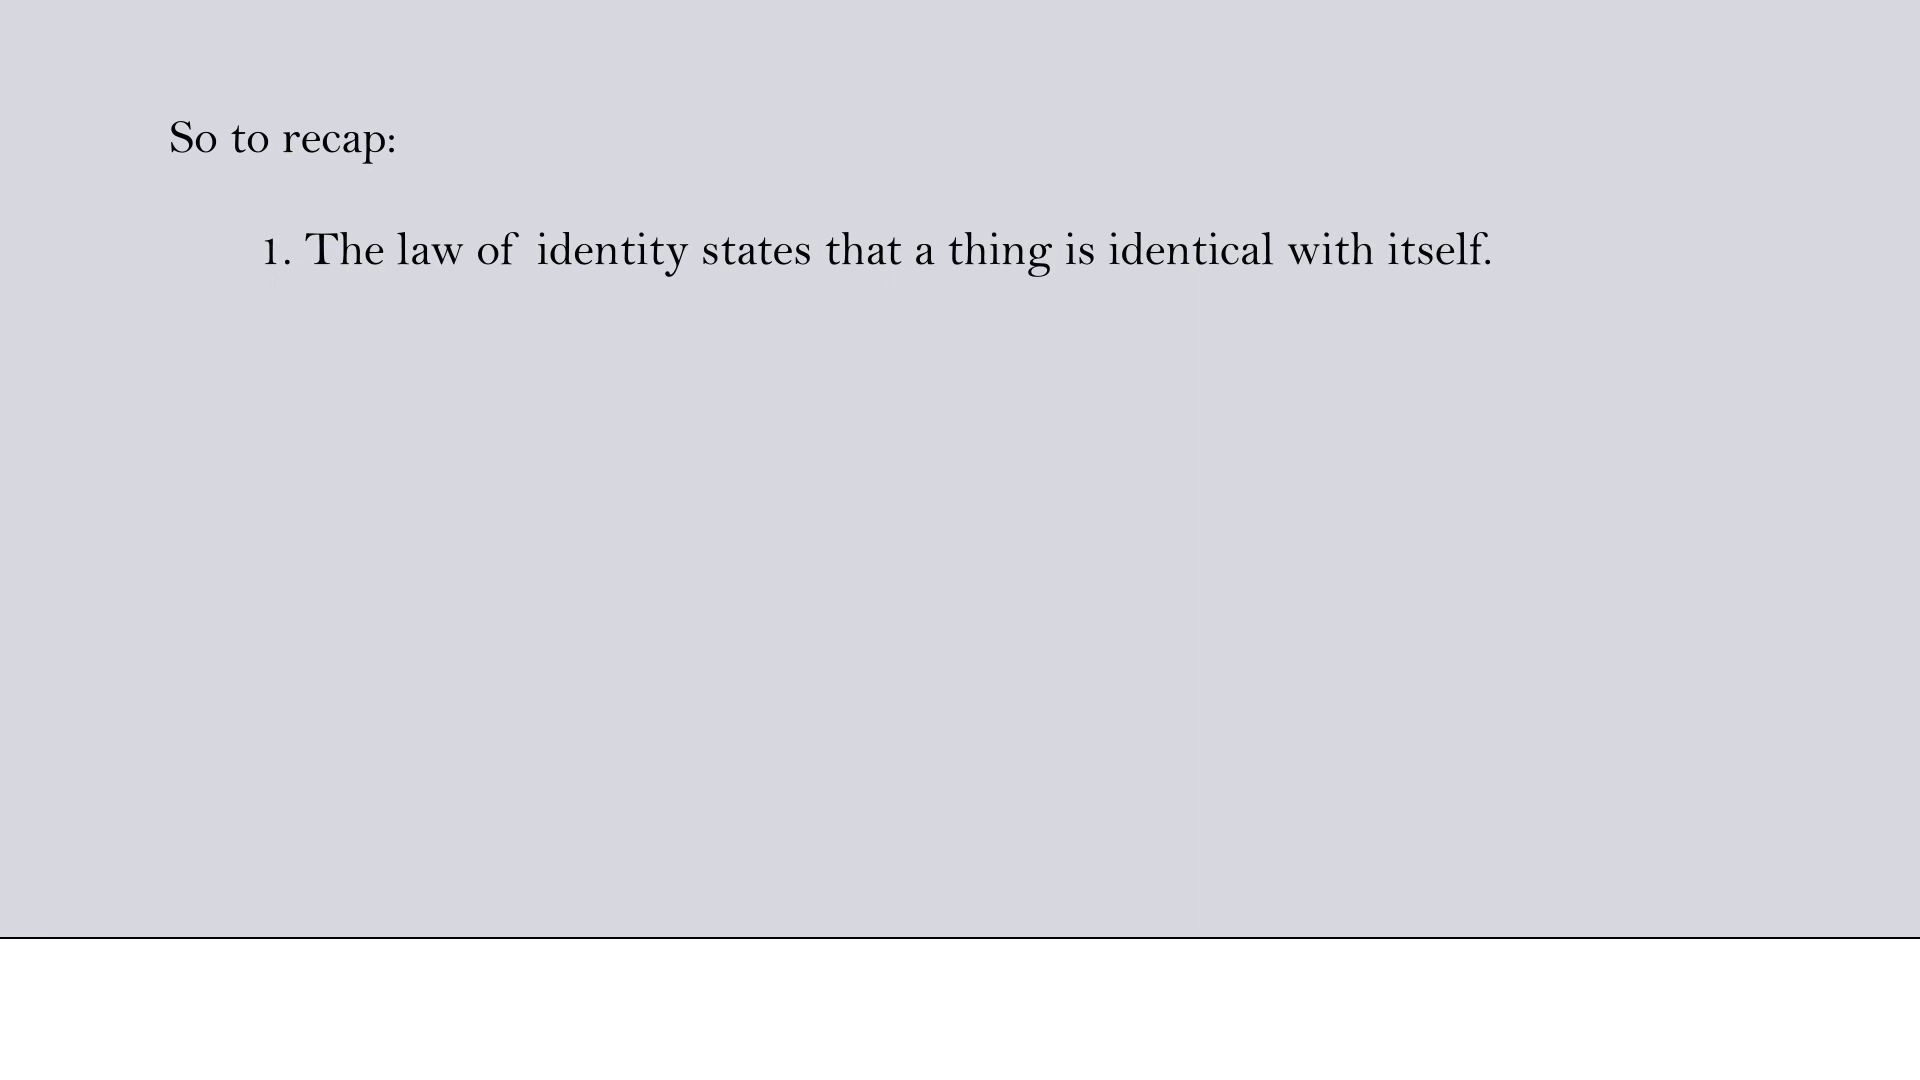 So to recap:
1. The law of identity states that a thing is identical with itself.